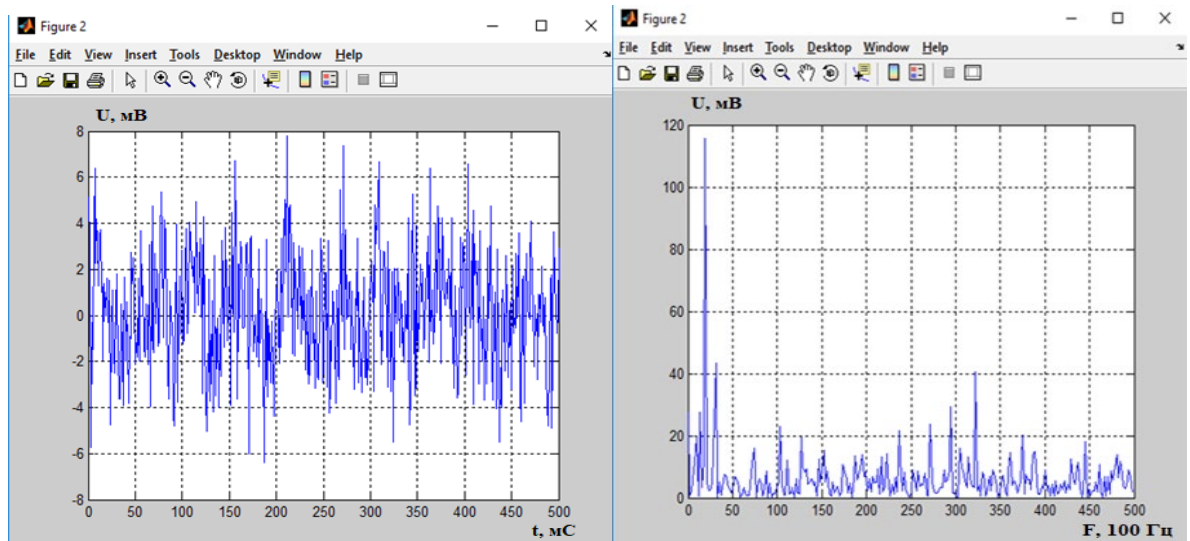 Figure 2
File Edit View Insert Tools Desktop Window Help
U, мВ
8
6
4
2
0
-2
-4
-6
-8
0 50 100 150 200 250 300 350 400 450 500
t, мС
Figure 2
File Edit View Insert Tools Desktop Window Help
U, мВ
120
100
80
60
40
20
0
0 50 100 150 200 250 300 350 400 450 500
F, 100 Гц